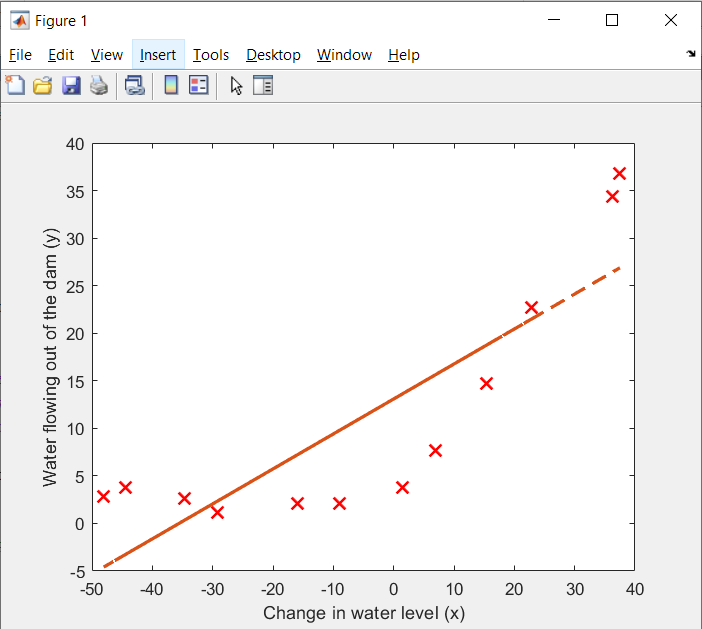 Figure 1
File Edit View Insert Tools Desktop Window Help
40
35
30
25
20
15
10
5
0
-5
Water flowing out of the dam (y)
-50 -40 -30 -20 -10 0 10 20 30 40
Change in water level (x)